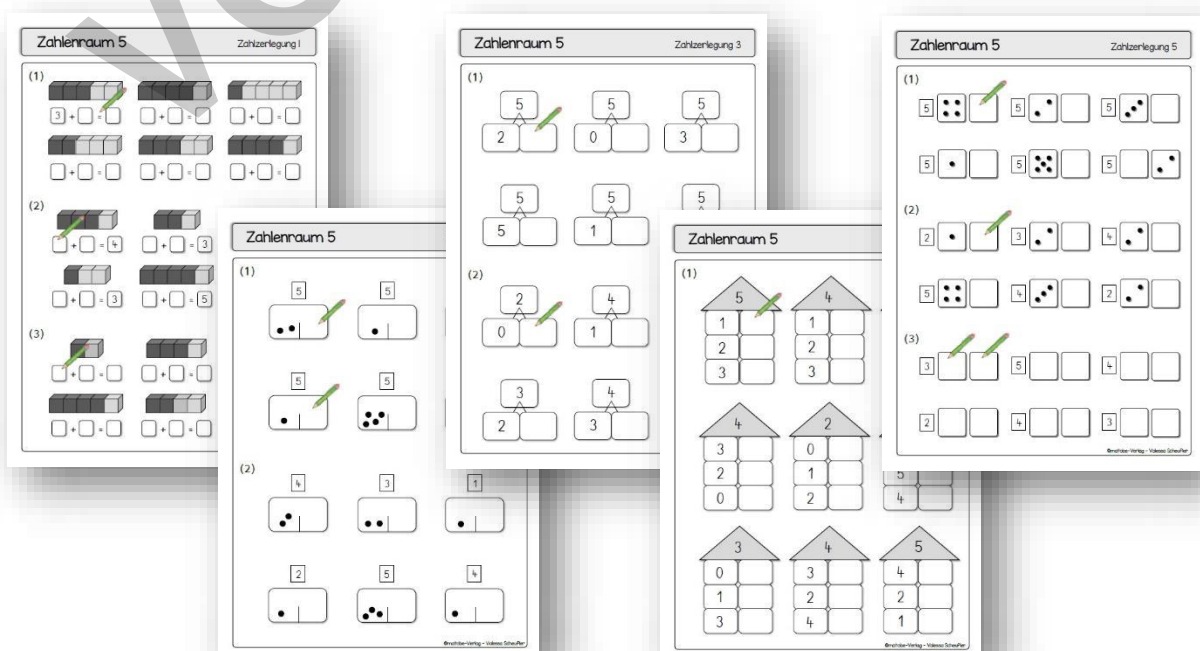 Zahlenraum 5 Zahlzerlegung 1
(1)
3 + =
+ =
+ =
+ =
+ =
+ =
(2)
+ = 4
+ = 3
+ = 3
+ = 5
(3)
+ =
+ =
+ =
+ =
Zahlenraum 5
(1)
5 5
5 5
(2)
4 3 1
2 5 4
©matobe-Verlag - Valessa Scheufler
Zahlenraum 5 Zahlzerlegung 3
(1)
5 5 5
2 0 3
5 5 5
5 1
(2)
2 4
0 1
3 4
2 3
Zahlenraum 5
(1)
5 4
1 1
2 2
3 3
4 2
3 0
2 1 5
0 2 4
3 4 5
0 3 4
1 2 2
3 4 1
©matobe-Verlag - Valessa Scheufler
Zahlenraum 5 Zahlzerlegung 5
(1)
5 5 5
5 5 5
(2)
2 3 4
5 4 2
(3)
3 5 4
2 4 3
©matobe-Verlag - Valessa Scheufler